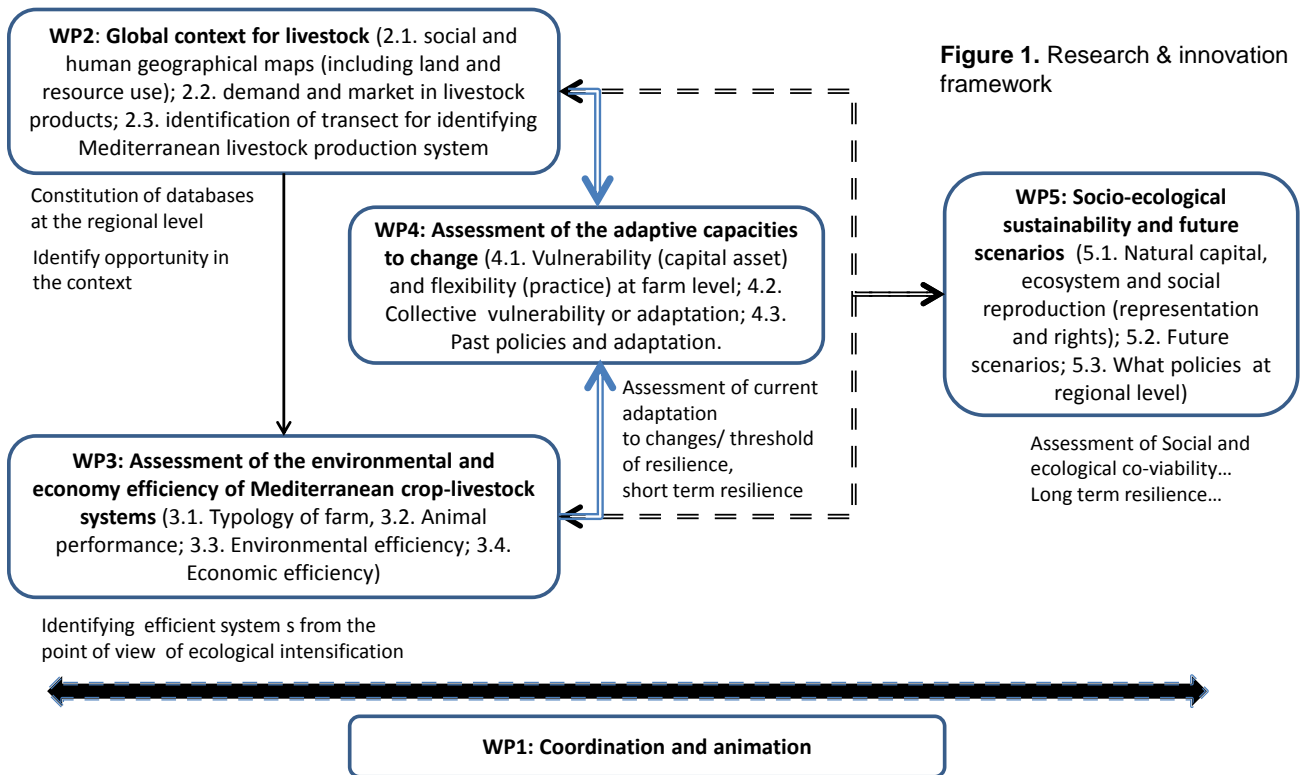 WP2: Global context for livestock (2.1. social and
human geographical maps (including land and
resource use); 2.2. demand and market in livestock
products; 2.3. identification of transect for identifying
Mediterranean livestock production system
Figure 1. Research & innovation
framework
Constitution of databases
at the regional level
Identify opportunity in
the context
WP4: Assessment of the adaptive capacities
to change (4.1. Vulnerability (capital asset)
and flexibility (practice) at farm level; 4.2.
Collective vulnerability or adaptation; 4.3.
Past policies and adaptation.
WP5: Socio-ecological
sustainability and future
scenarios (5.1. Natural capital,
ecosystem and social
reproduction (representation
and rights); 5.2. Future
scenarios; 5.3. What policies at
regional level)
Assessment of current
adaptation
to changes/ threshold
of resilience,
short term resilience
Assessment of Social and
ecological co-viability…
Long term resilience…
WP3: Assessment of the environmental and
economy efficiency of Mediterranean crop-livestock
systems (3.1. Typology of farm, 3.2. Animal
performance; 3.3. Environmental efficiency; 3.4.
Economic efficiency)
Identifying efficient system s from the
point of view of ecological intensification
WP1: Coordination and animation